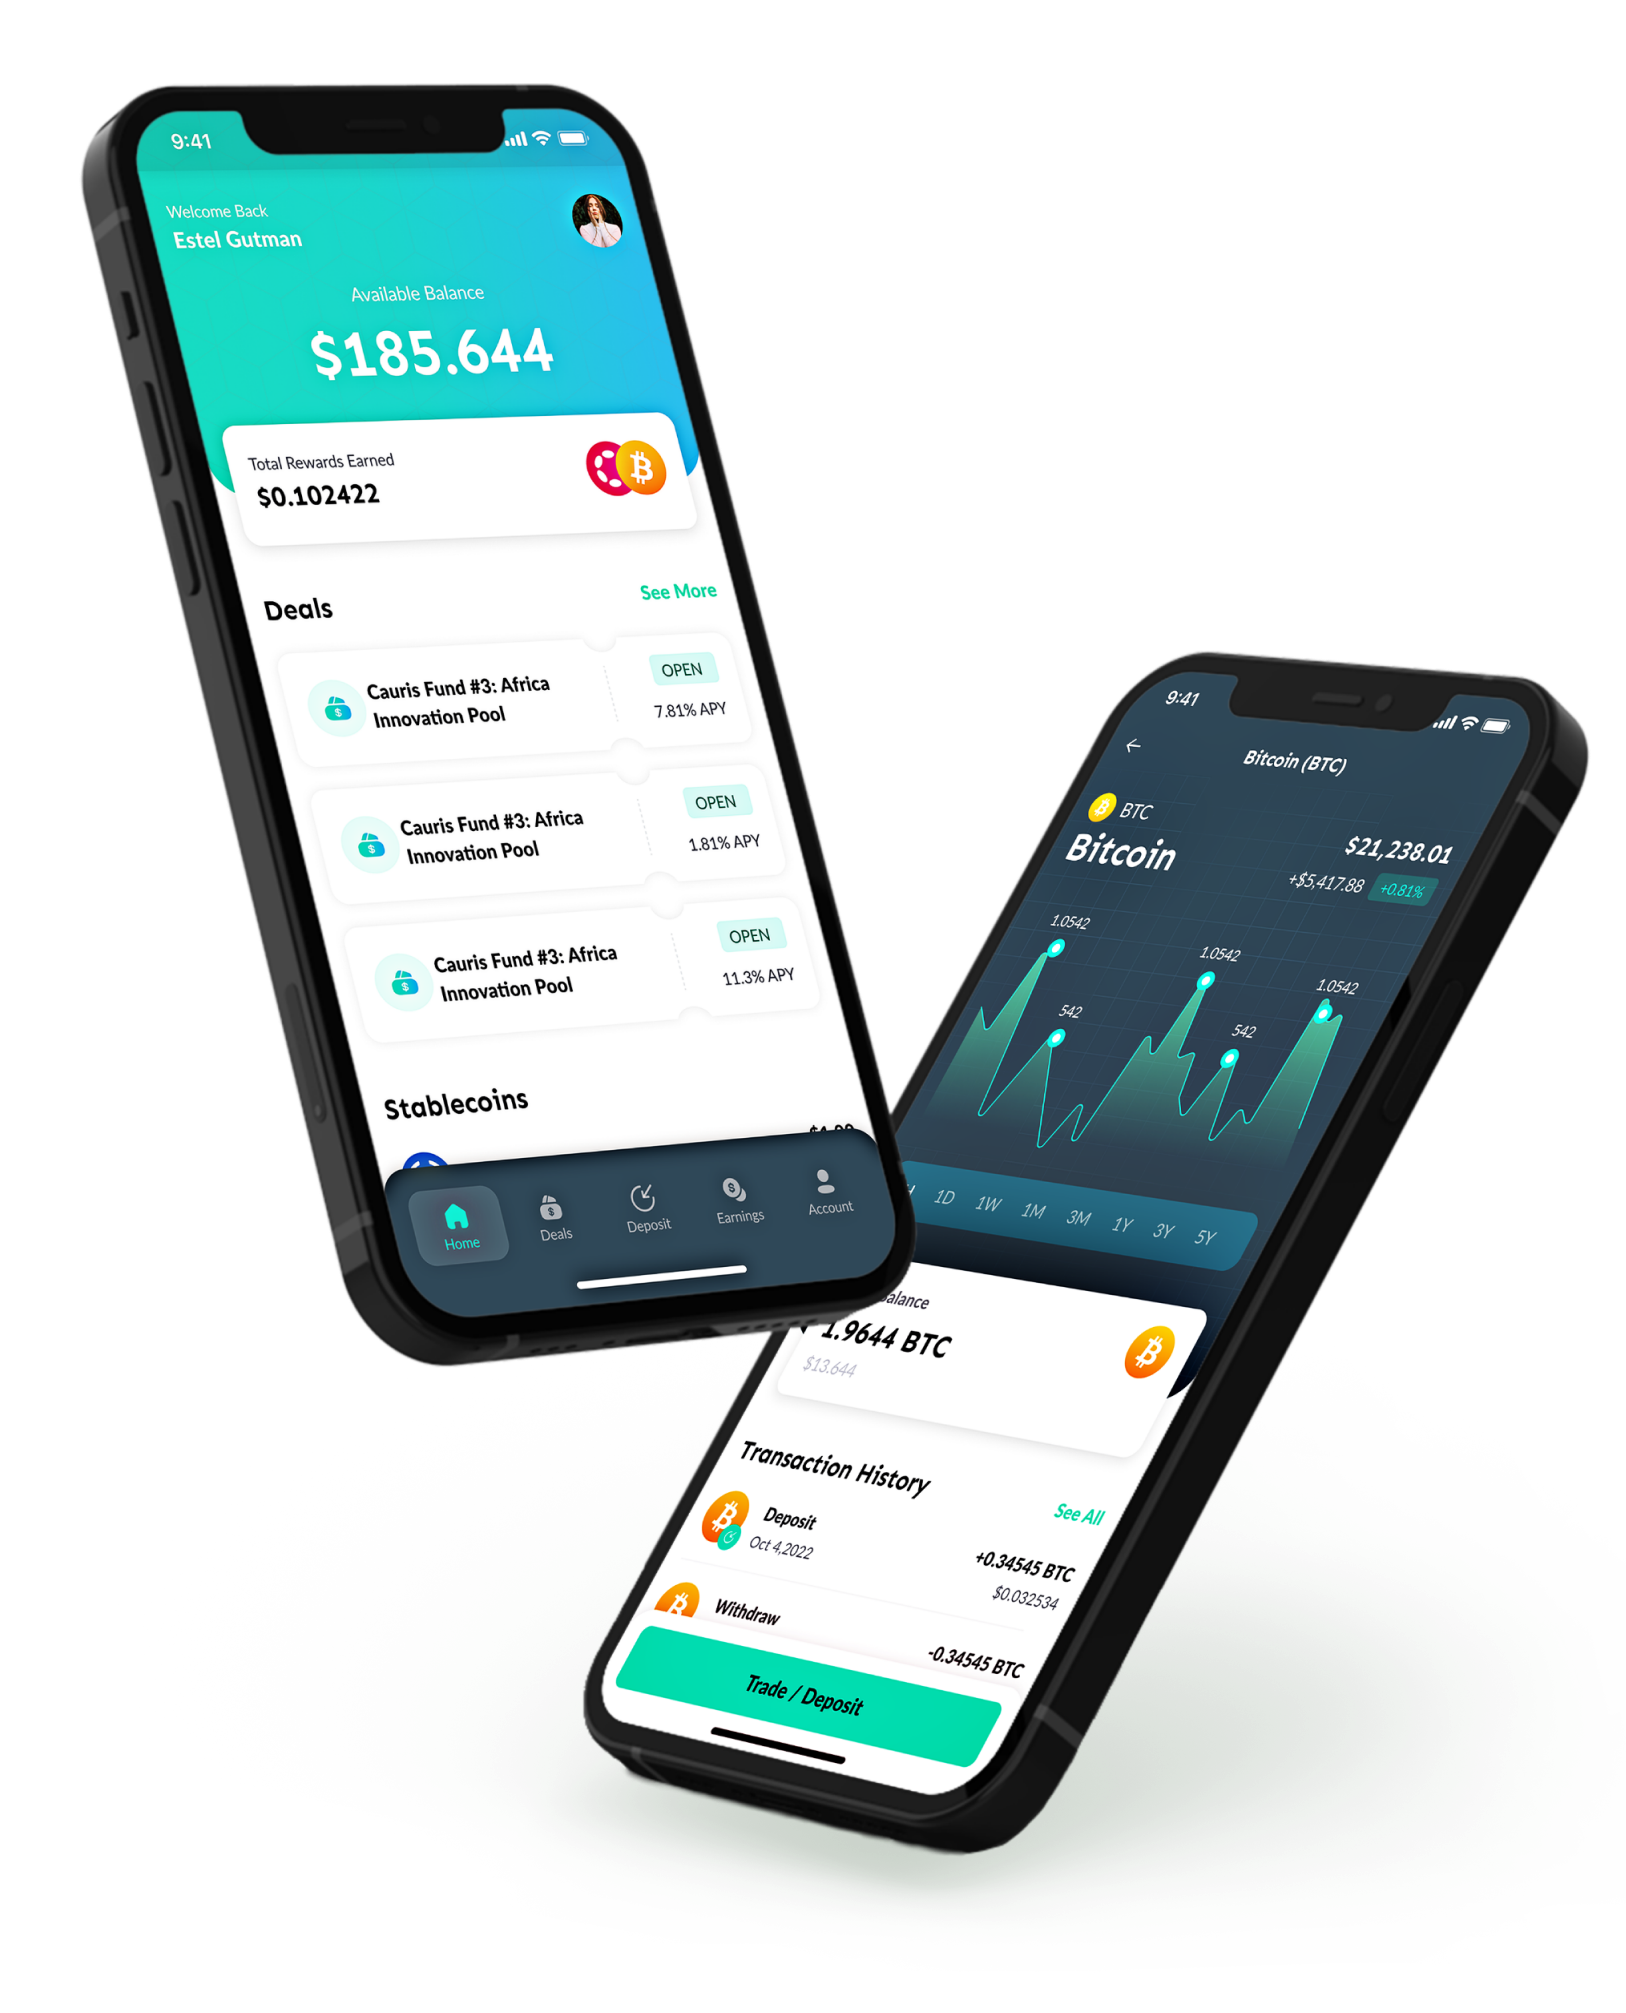 9:41
Welcome Back
Estel Gutman
Available Balance
$185.644
Total Rewards Earned
$0.102422
Deals
See More
Cauris Fund #3: Africa
Innovation Pool
OPEN
7.81% APY
Cauris Fund #3: Africa
Innovation Pool
OPEN
1.81% APY
Cauris Fund #3: Africa
Innovation Pool
OPEN
11.3% APY
Stablecoins
Home
Deals
Deposit
Earnings
Account
9:41
Bitcoin (BTC)
BTC
Bitcoin
$21,238.01
+$5,417.88
+0.81%
1.0542
1.0542
1.0542
542
542
1D 1W 1M 3M 1Y 3Y 5Y
1.9644 BTC
$13.644
Transaction History
See All
Deposit
Oct 4,2022
+0.34545 BTC
$0.032534
Withdraw
-0.34545 BTC
Trade / Deposit